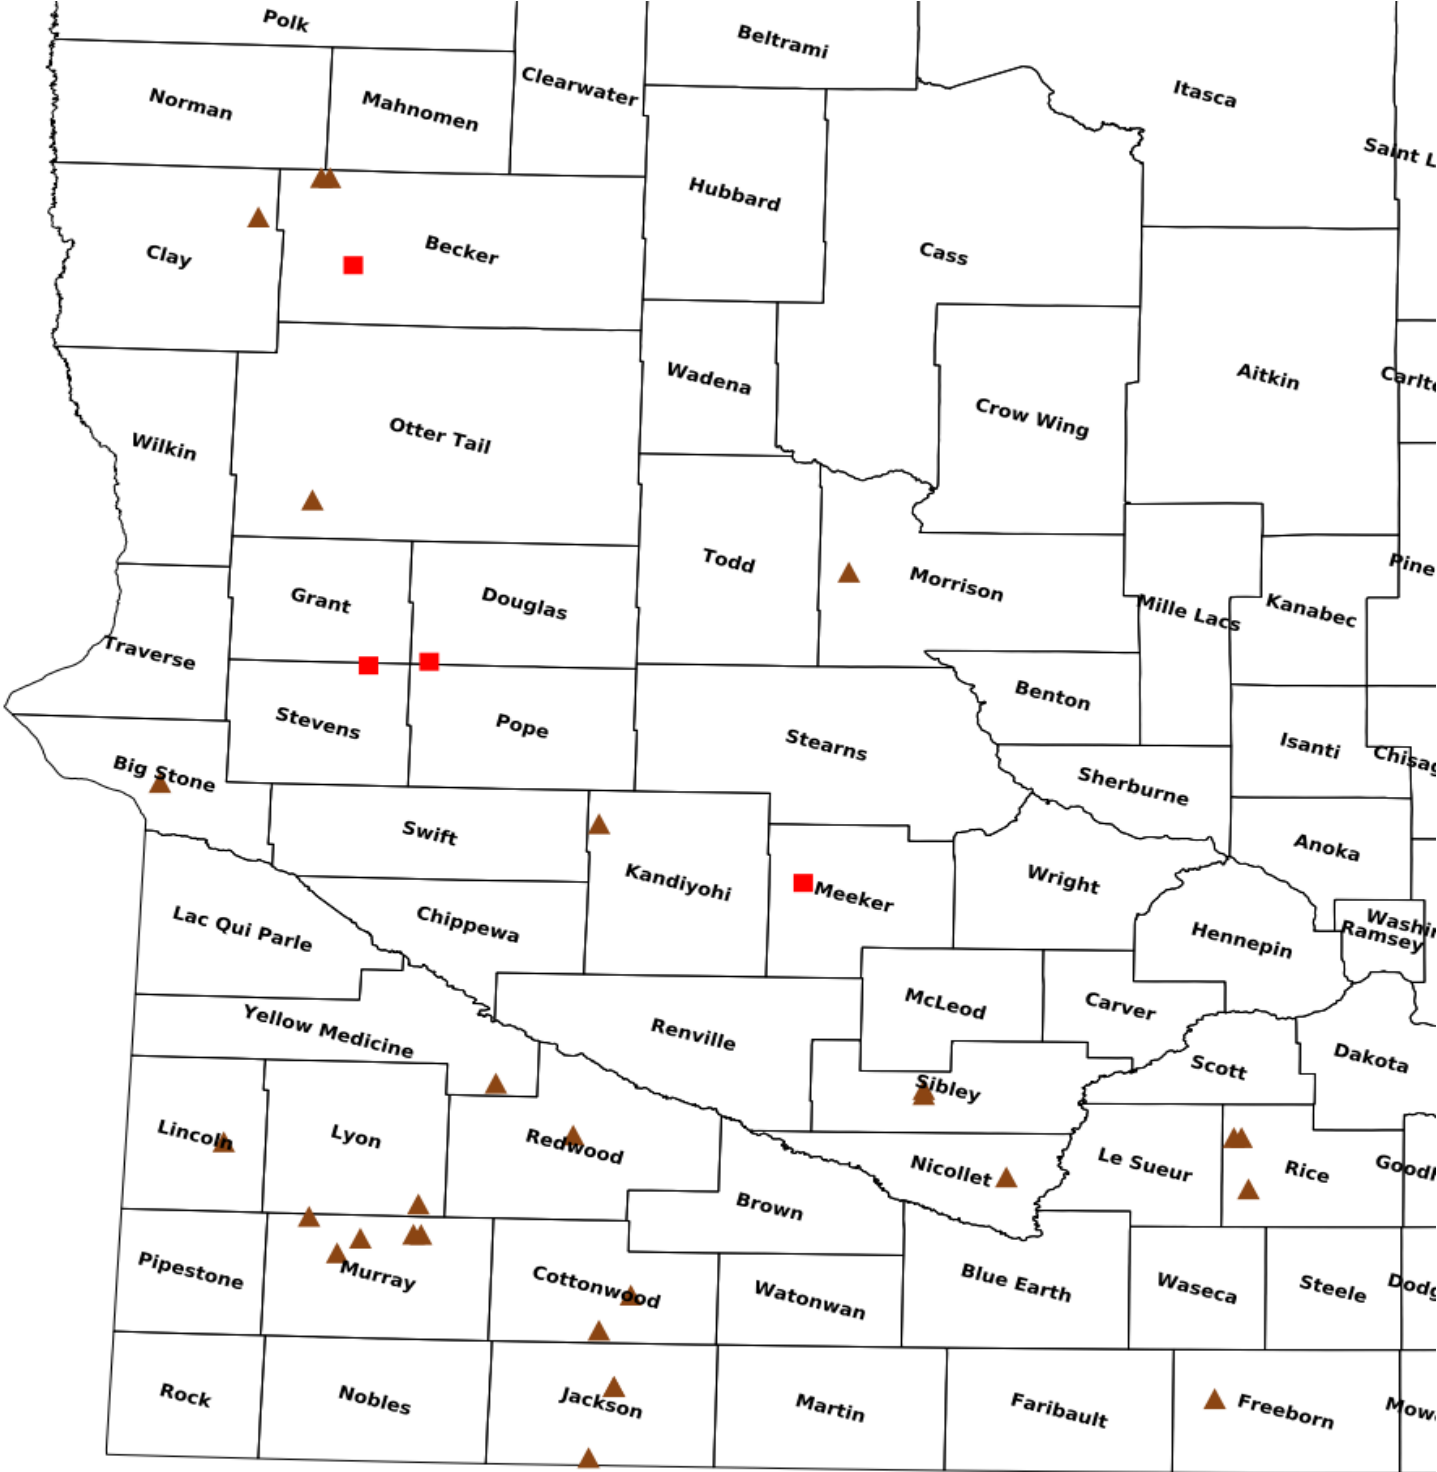 Polk
Beltrami
Clearwater
Itasca
Norman
Mahnomen
Saint L
Hubbard
Clay
Becker
Cass
Wadena
Aitkin
Carlto
Otter Tail
Crow Wing
Wilkin
Todd
Morrison
Pine
Grant
Douglas
Mille Lacs
Kanabec
Traverse
Benton
Stevens
Pope
Stearns
Isanti
Chisag
Big Stone
Sherburne
Swift
Anoka
Kandiyohi
Meeker
Wright
Lac Qui Parle
Chippewa
Washin
Hennepin
Ramsey
McLeod
Carver
Yellow Medicine
Renville
Scott
Dakota
Sibley
Lincoln
Lyon
Redwood
Nicollet
Le Sueur
Rice
Goodh
Brown
Pipestone
Murray
Cottonwood
Watonwan
Blue Earth
Waseca
Steele
Dodg
Rock
Nobles
Jackson
Martin
Faribault
Freeborn
Mowe